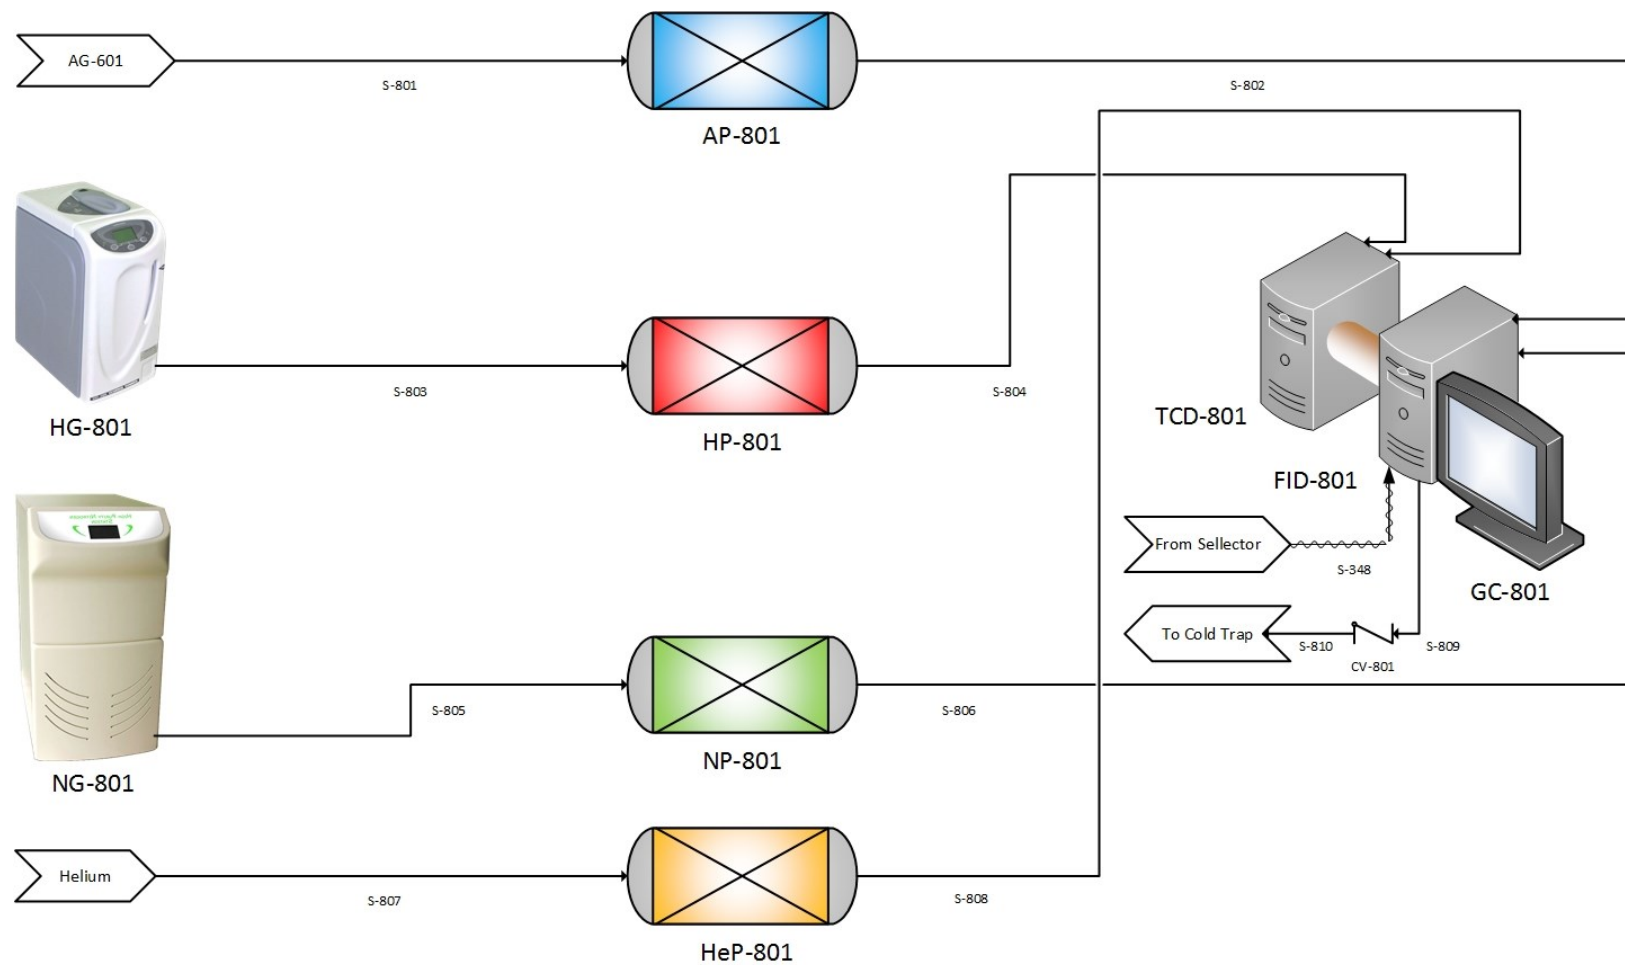 AG-601
S-801
S-802
AP-801
HG-801
S-803
HP-801
S-804
TCD-801
FID-801
From Sellector
S-348
GC-801
To Cold Trap
S-810
CV-801
S-809
NG-801
S-805
NP-801
S-806
Helium
S-807
HeP-801
S-808